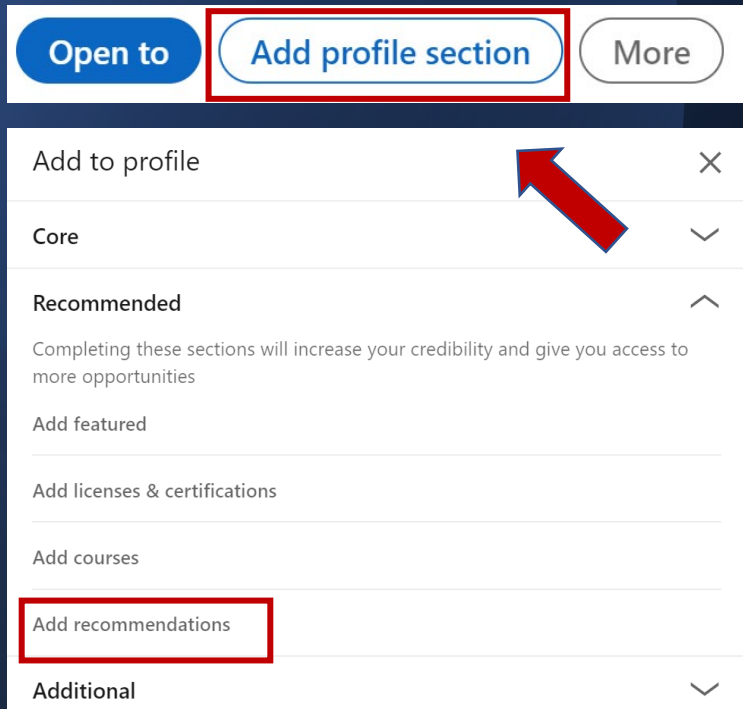 Open to Add profile section More
Add to profile
Core
Recommended
Completing these sections will increase your credibility and give you access to
more opportunities
Add featured
Add licenses & certifications
Add courses
Add recommendations
Additional